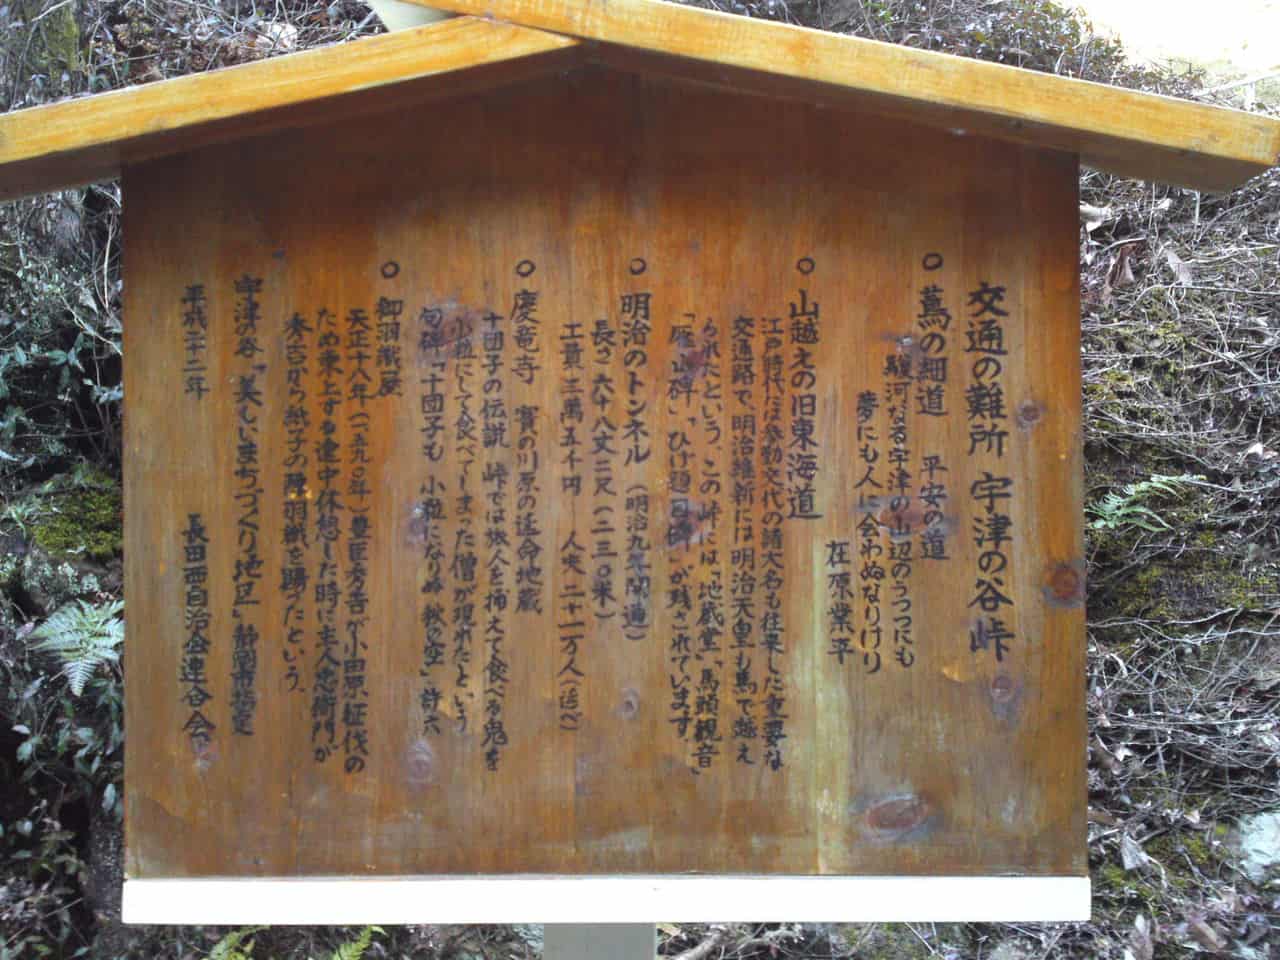 交通の難所 宇津の谷峠
○ 蔦の細道 平安の道
駿河なる宇津の山辺のうつつにも
夢にも人に会わぬなりけり
在原業平
○ 山越えの旧東海道
江戸時代は参勤交代の諸大名も往来した重要な
交通路で、明治維新には明治天皇も馬で越え
られたという、この峠には「地蔵堂」「馬頭観音」
「雁山碑」「ひげ題目碑」が残されています。
○ 明治のトンネル (明治九年開通)
長さ 六十八丈二尺(二三〇米)
工費 三萬五千円 人夫 二十一万人(延べ)
○ 慶竜寺 賽の川原の延命地蔵
十団子の伝説 峠では旅人を捕えて食べる鬼を
小粒にして食べてしまった僧が現れたという
句碑「十団子も 小粒になりぬ 秋の空」許六
○ 御羽織屋
天正十八年(一五九〇年)豊臣秀吉が小田原征伐の
ため東上する途中休憩した時に主人忠衛門が
秀吉から紙子の陣羽織を賜ったという。
宇津の谷「美しいまちづくり地区」静岡市指定
平成二十二年 長田西自治会連合会